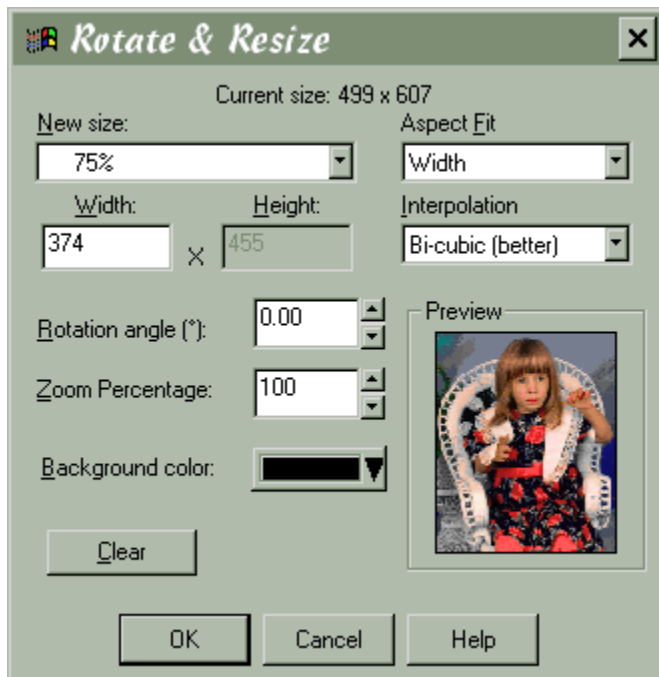 Rotate & Resize
Current size: 499 x 607
New size:
Aspect Fit
75%
Width
Width:
Height:
Interpolation
374
X
455
Bi-cubic (better)
Rotation angle (°):
0.00
Preview
Zoom Percentage:
100
Background color:
Clear
OK
Cancel
Help